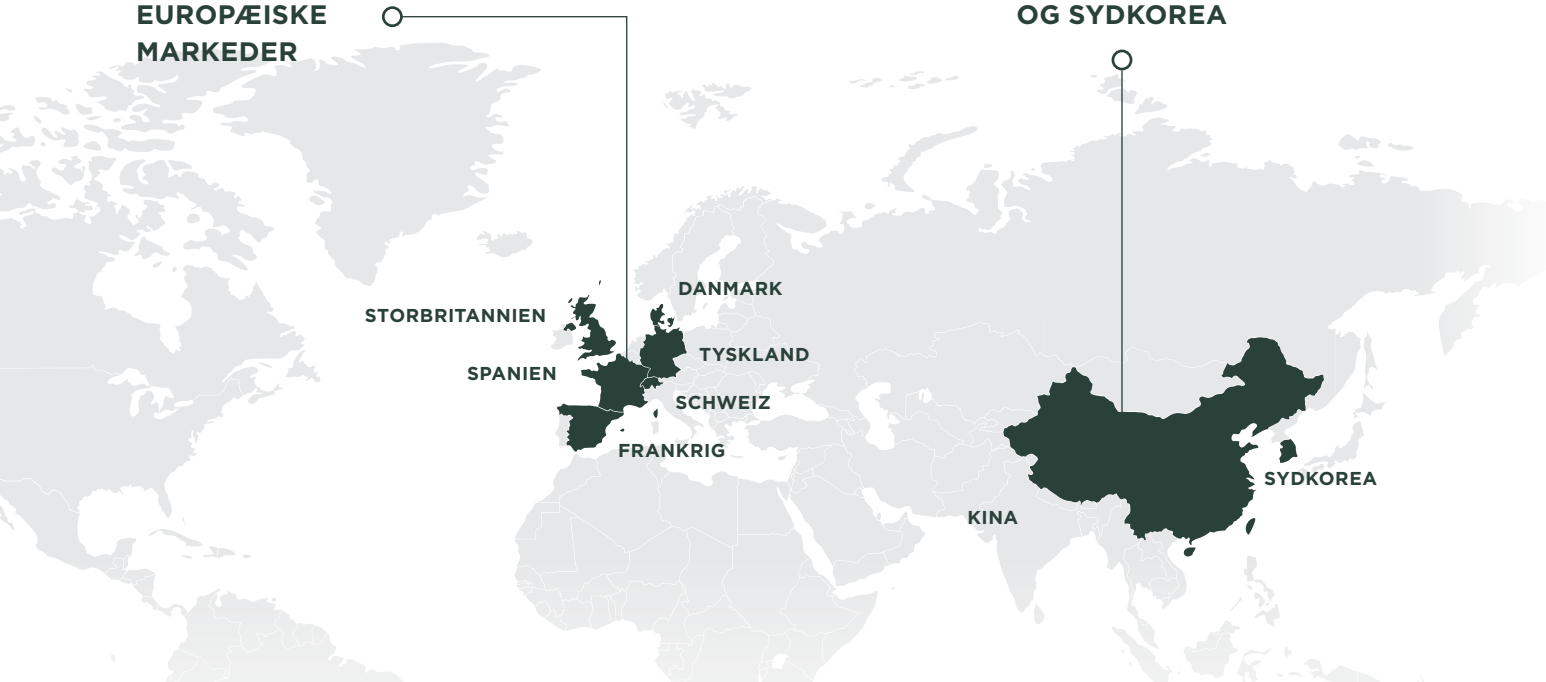 EUROPÆISKE
MARKEDER
OG SYDKOREA
DANMARK
STORBRITANNIEN
TYSKLAND
SPANIEN
SCHWEIZ
FRANKRIG
SYDKOREA
KINA